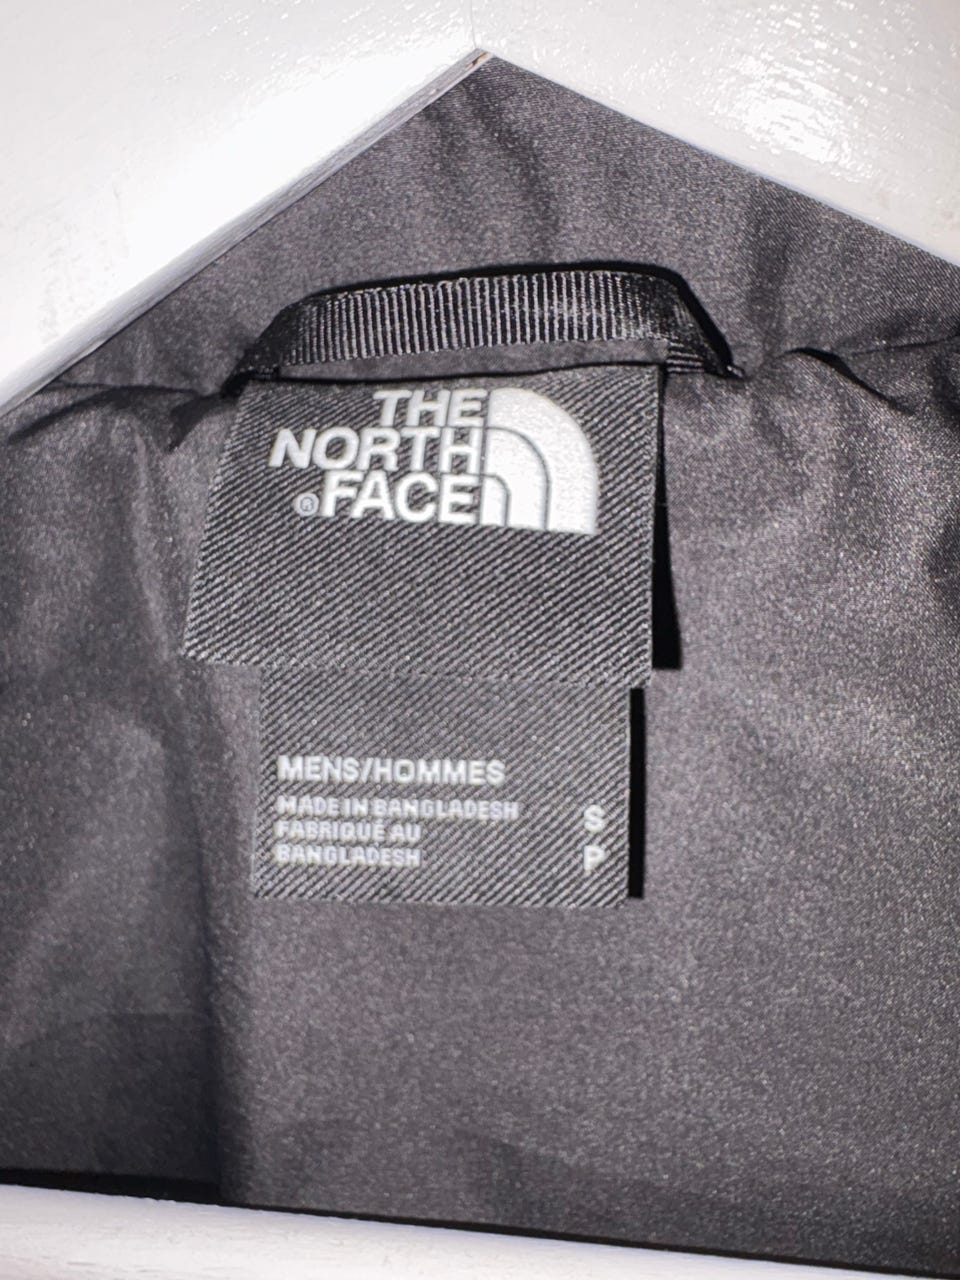 THE
NORTH
®FACE
MENS/HOMMES
MADE IN BANGLADESH
FABRIQUÉ AU
BANGLADESH
S
P